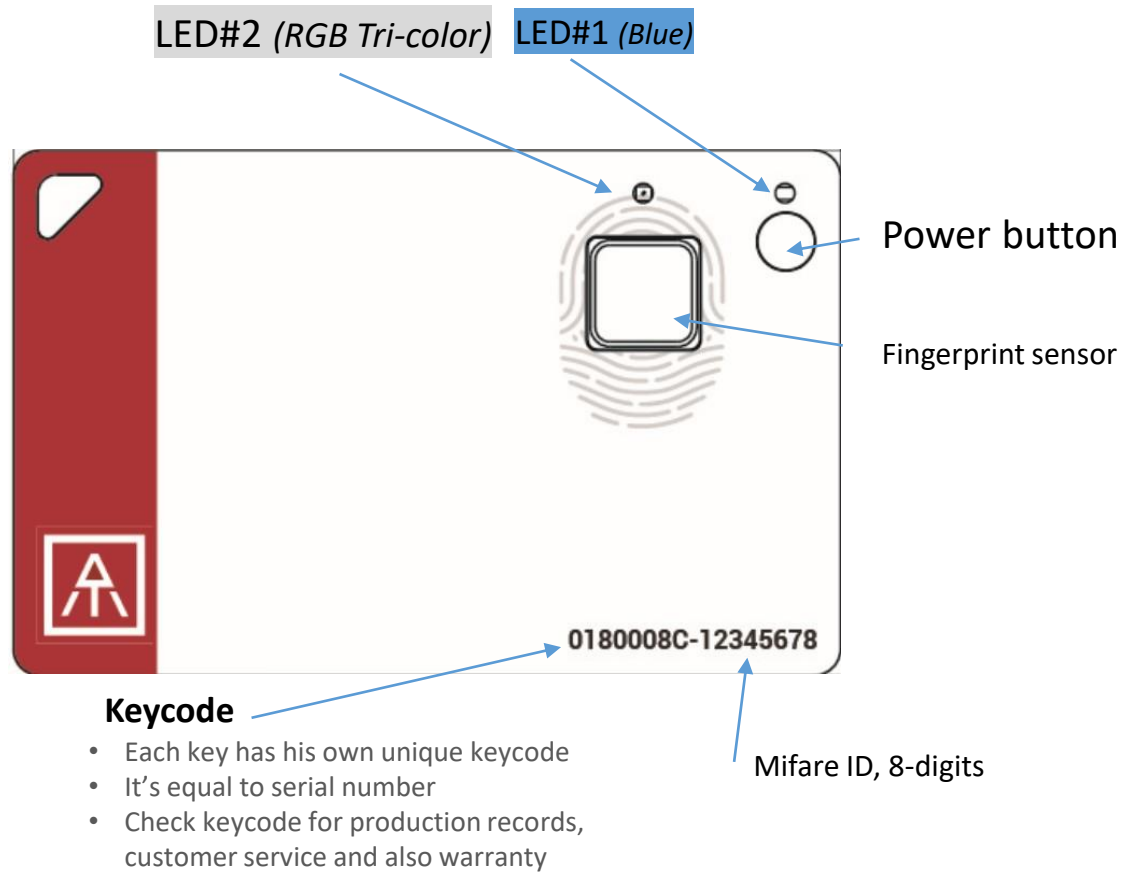 LED#2 (RGB Tri-color) LED#1 (Blue)
Power button
Fingerprint sensor
0180008C-12345678
Keycode
• Each key has his own unique keycode
• It's equal to serial number
• Check keycode for production records,
customer service and also warranty
Mifare ID, 8-digits